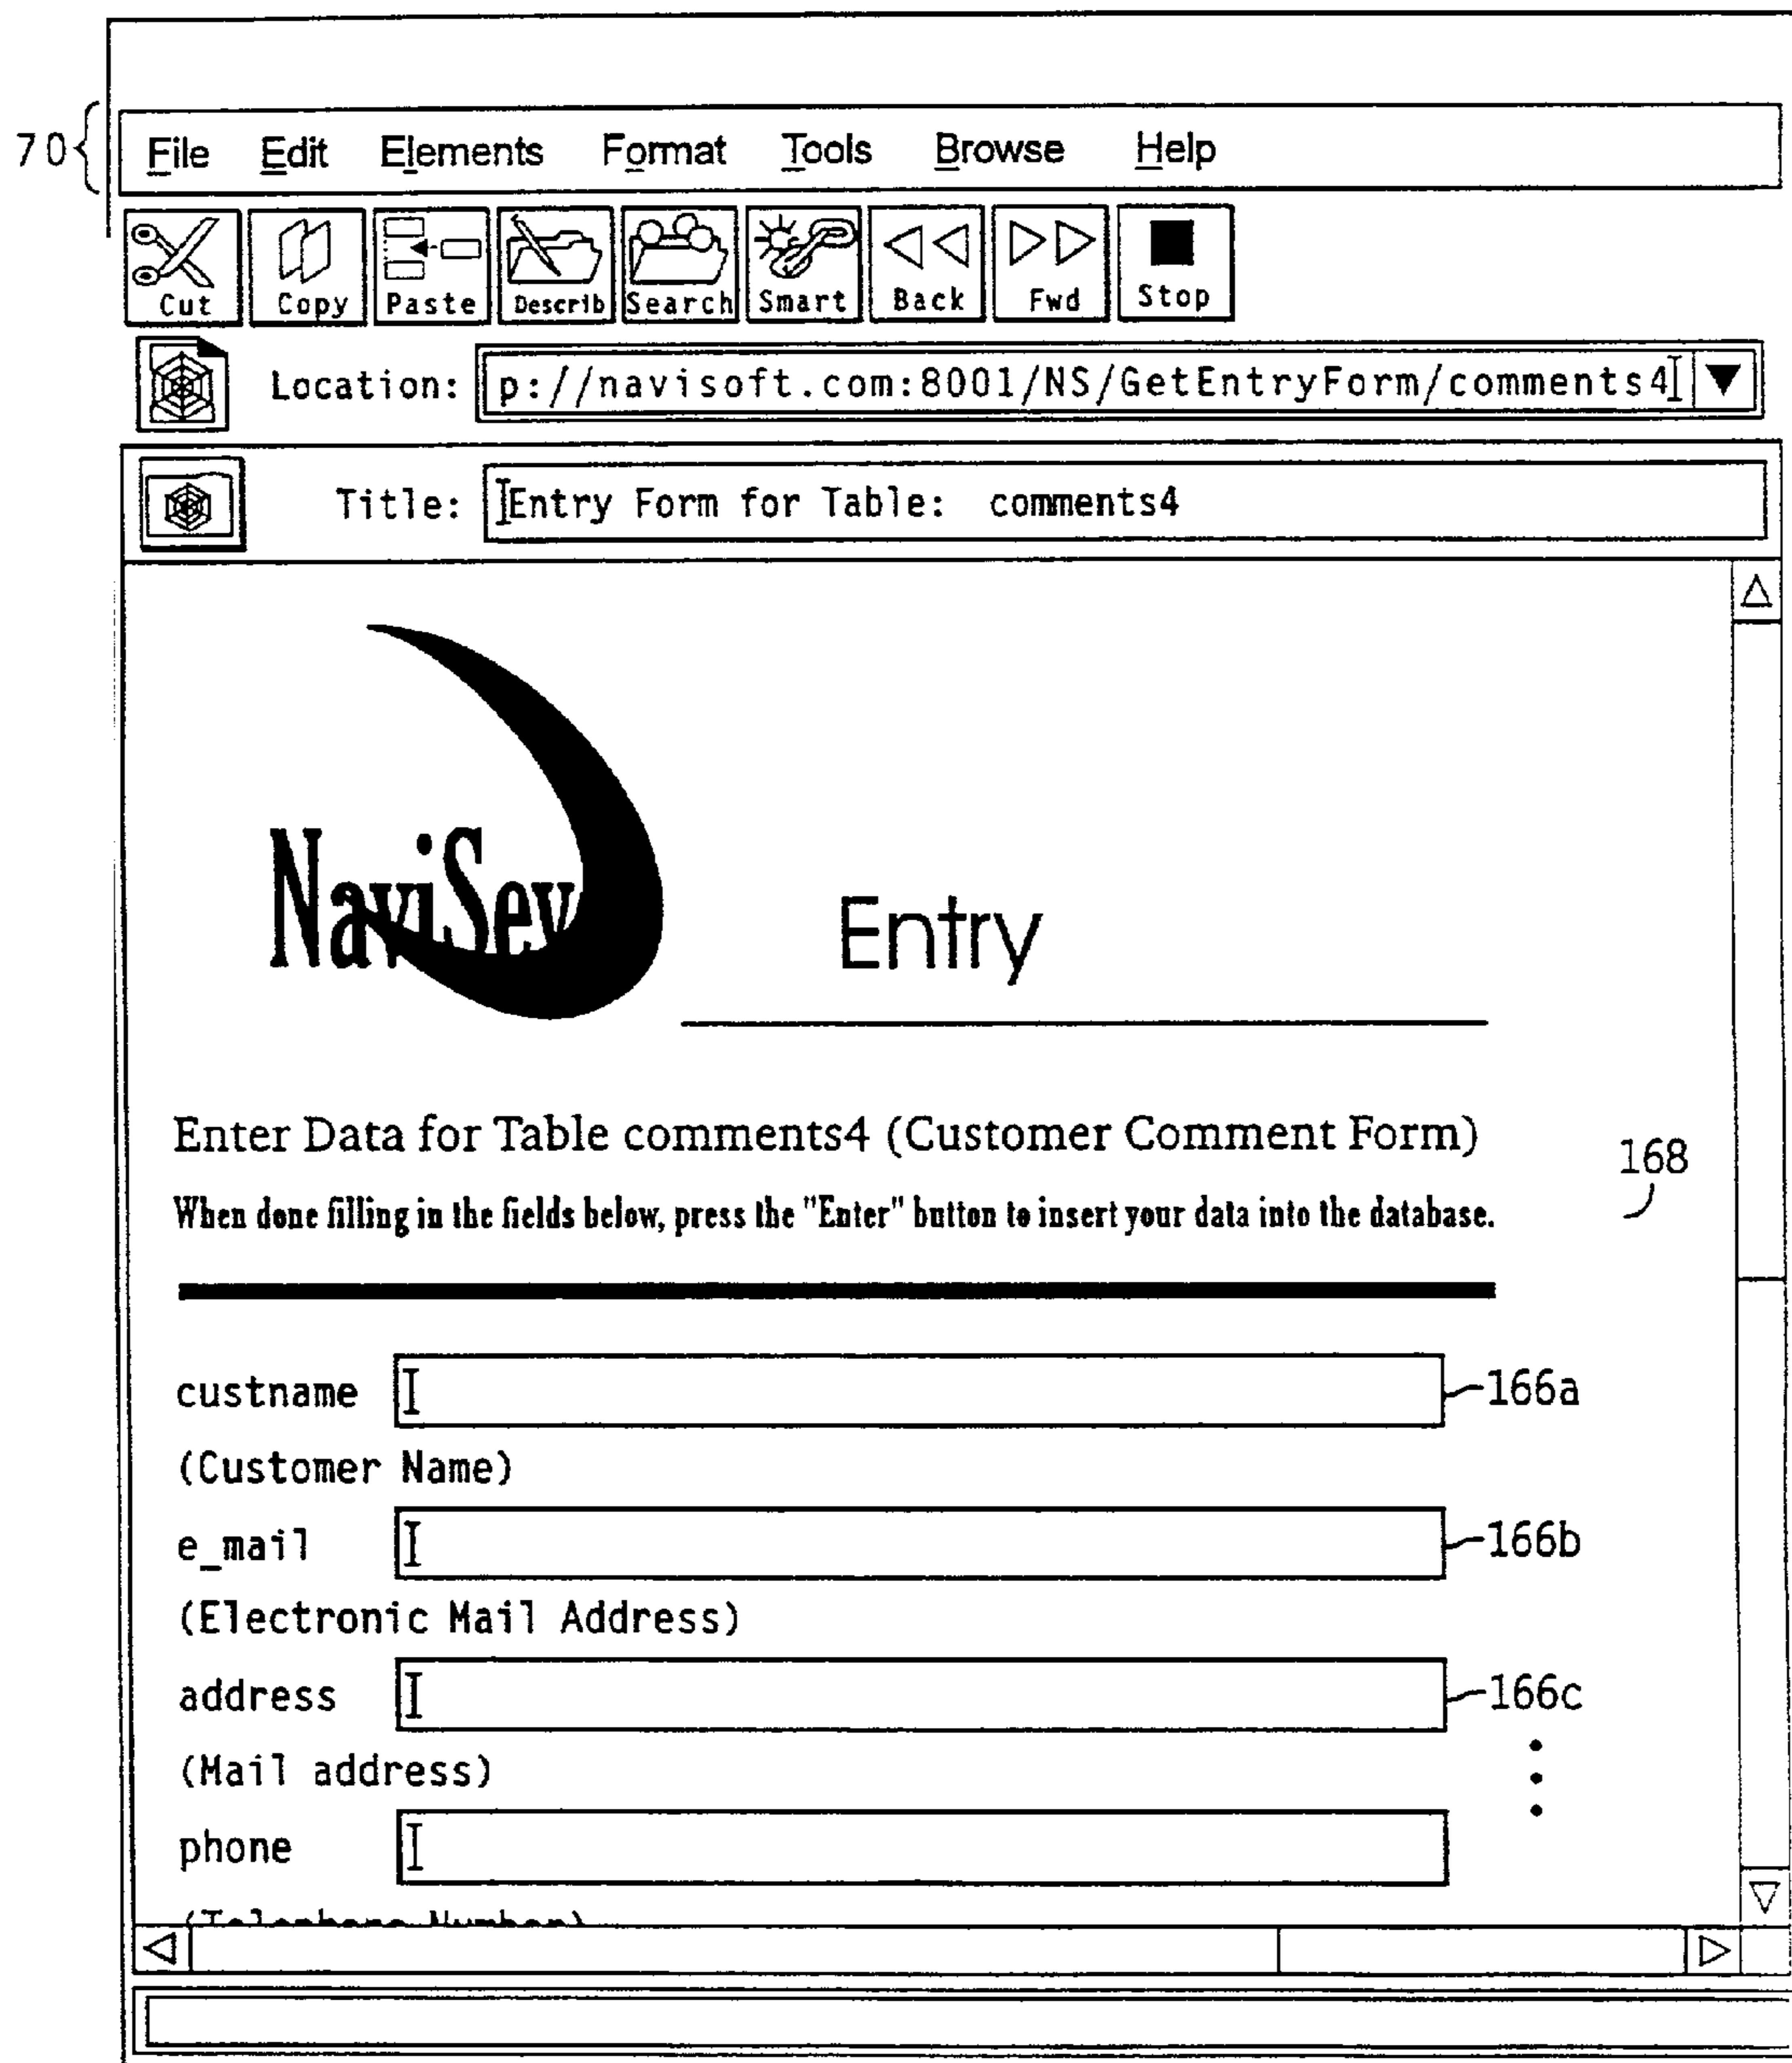 70
File Edit Elements Format Tools Browse Help
Cut Copy Paste Describ Search Smart Back Fwd Stop
Location: p://navisoft.com:8001/NS/GetEntryForm/comments4
Title: Entry Form for Table: comments4
NaviSev
Entry
Enter Data for Table comments4 (Customer Comment Form)
168
When done filling in the fields below, press the "Enter" button to insert your data into the database.
custname 166a
(Customer Name)
e_mail 166b
(Electronic Mail Address)
address 166c
(Mail address)
phone
(Telephone Number)